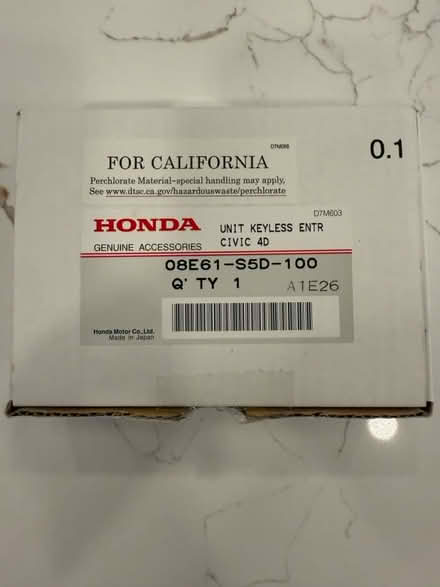 D7M088
FOR CALIFORNIA
Perchlorate Material-special handling may apply,
See www.dtsc.ca.gov/hazardouswaste/perchlorate
0.1
D7M603
HONDA
GENUINE ACCESSORIES
UNIT KEYLESS ENTR
CIVIC 4D
08E61-S5D-100
Q'TY 1
A1E26
Honda Motor Co.,Ltd.
Made in Japan